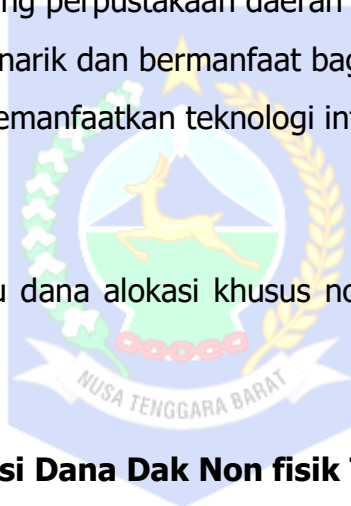 ng perpustakaan daerah
narik dan bermanfaat bag
emanfaatkan teknologi in
u dana alokasi khusus no
NUSA TENGGARA BARAT
si Dana Dak Non fisik